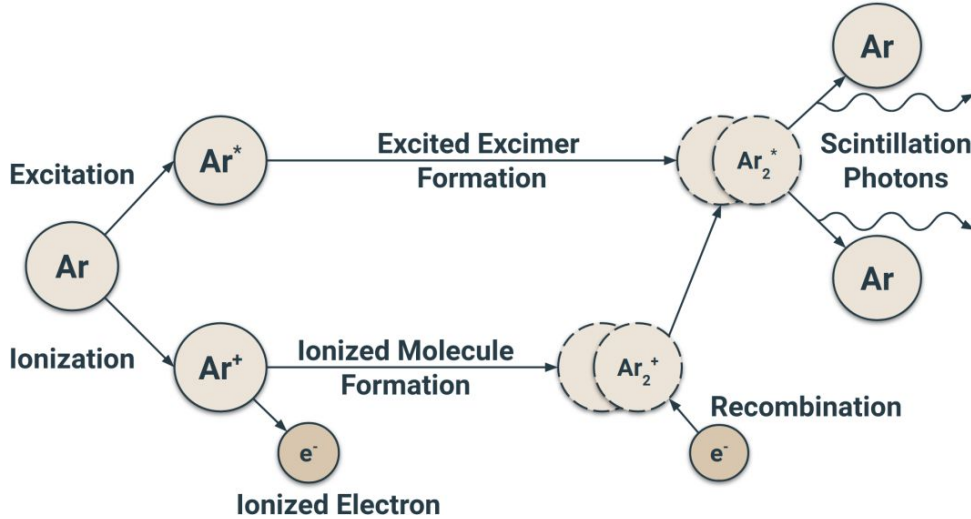 Ar
Excitation
Ar*
Excited Excimer
Formation
Ar₂*
Ar
Scintillation
Photons
Ar
Ar
Ionization
Ar⁺
Ionized Molecule
Formation
Ar₂⁺
Recombination
e⁻
e⁻
Ionized Electron